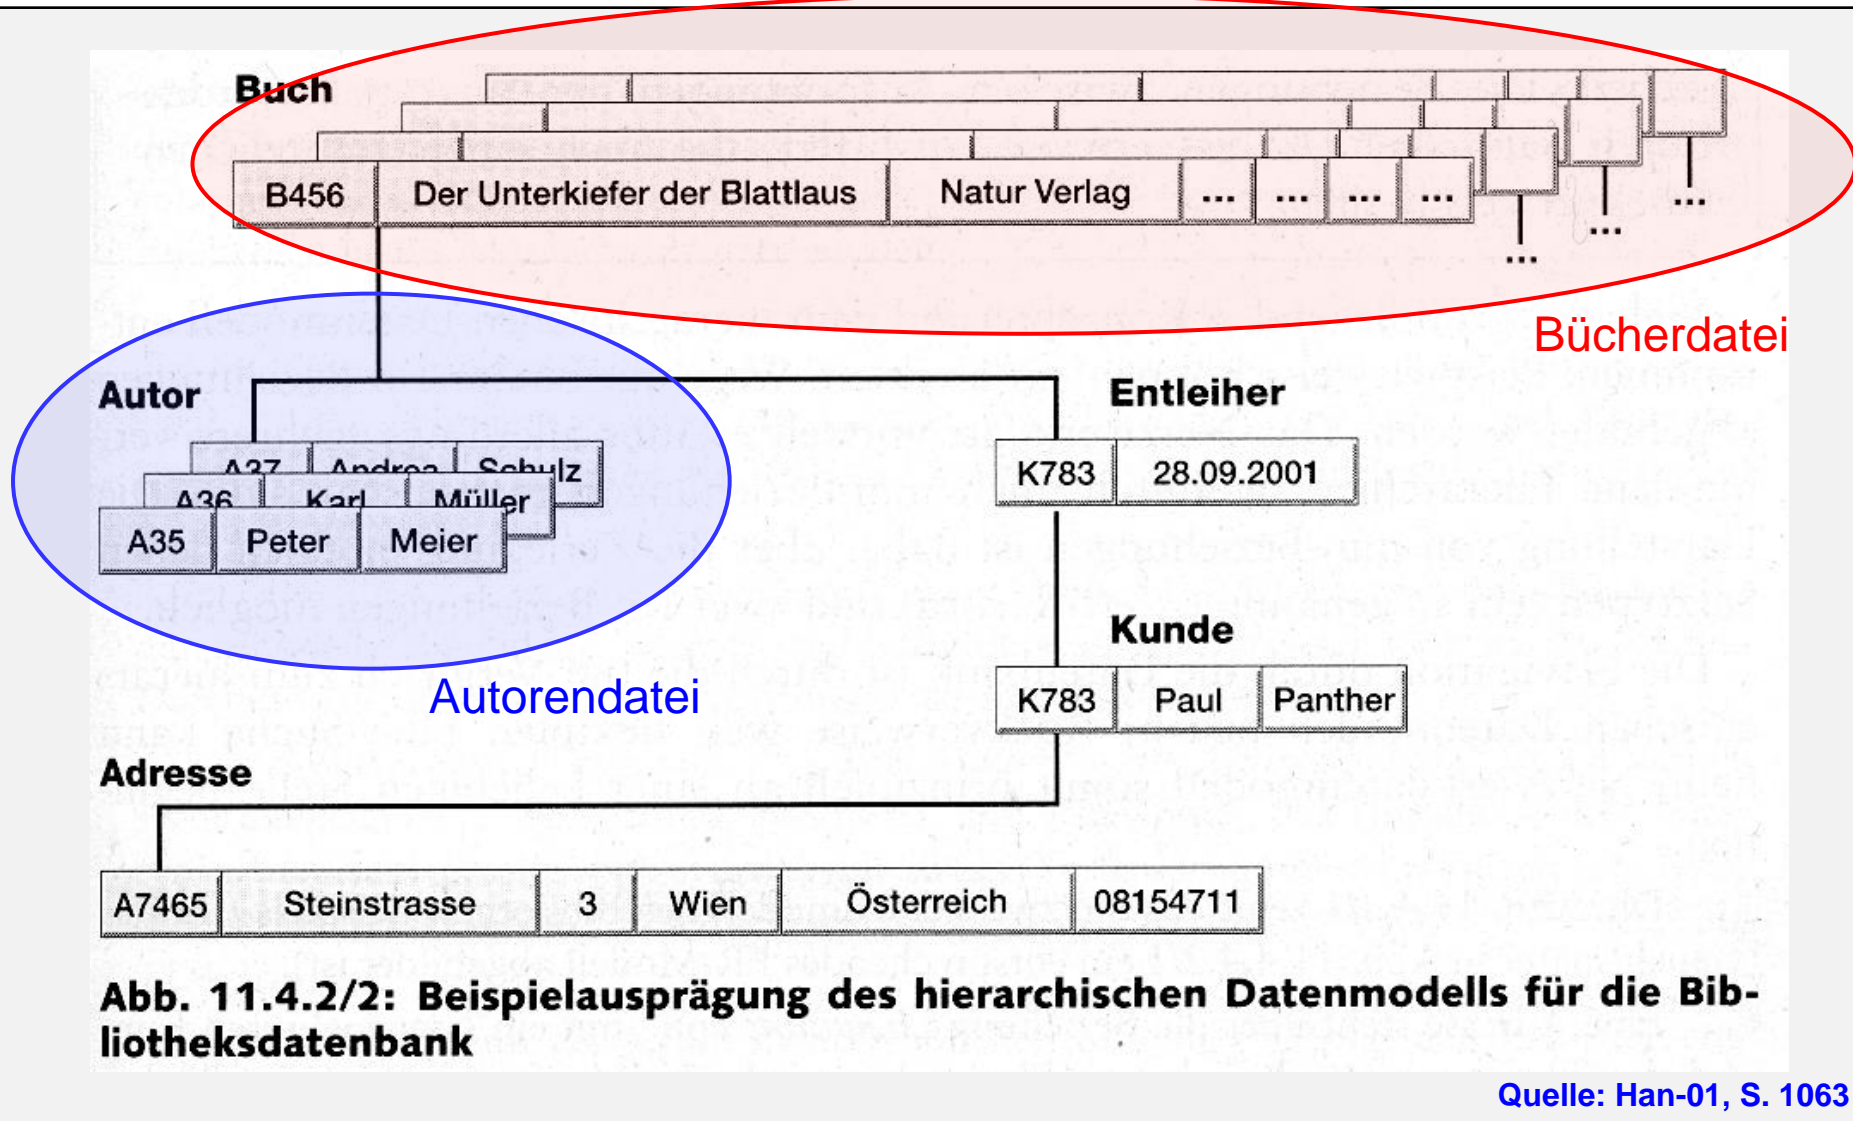 Buch
B456 Der Unterkiefer der Blattlaus Natur Verlag ... ... ... ...
... ... ...
Bücherdatei
Autor
A37 Andrea Schulz
A36 Karl Müller
A35 Peter Meier
Autorendatei
Entleiher
K783 28.09.2001
Kunde
K783 Paul Panther
Adresse
A7465 Steinstrasse 3 Wien Österreich 08154711
Abb. 11.4.2/2: Beispielausprägung des hierarchischen Datenmodells für die Bib-
liotheksdatenbank
Quelle: Han-01, S. 1063